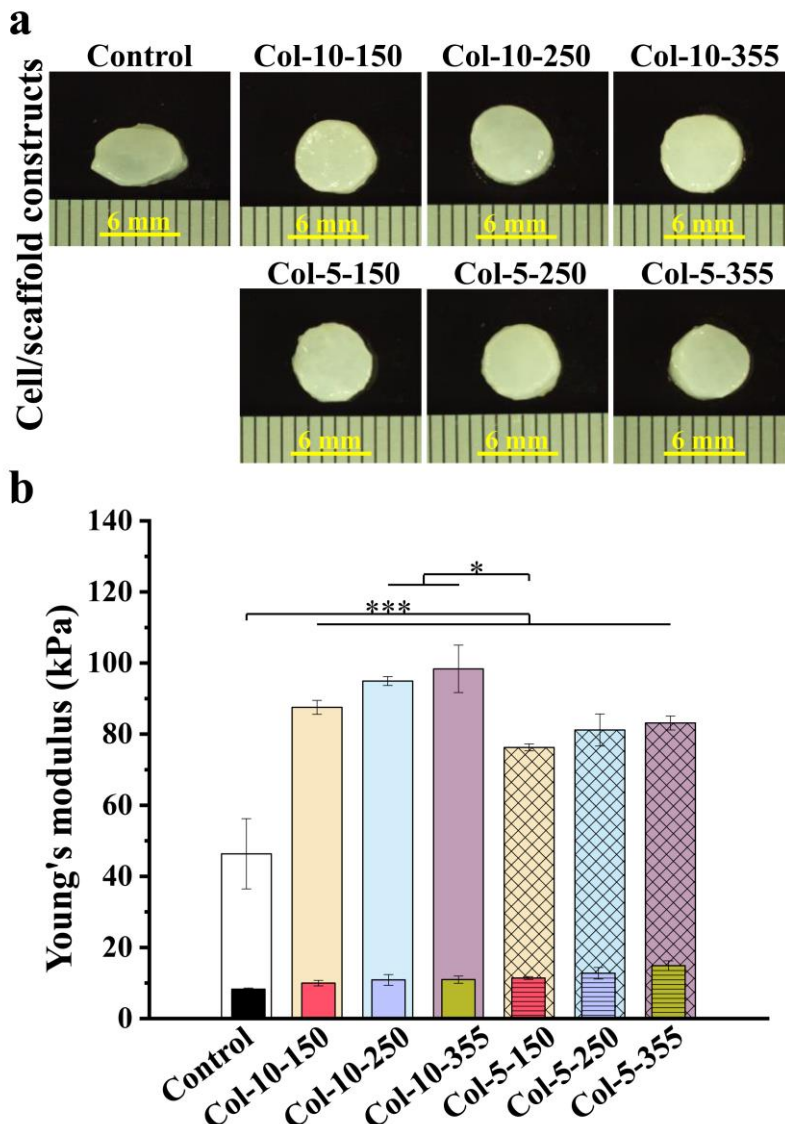 a
Control Col-10-150 Col-10-250 Col-10-355
Cell/scaffold constructs
6 mm 6 mm 6 mm 6 mm
Col-5-150 Col-5-250 Col-5-355
6 mm 6 mm 6 mm
b
Young's modulus (kPa)
140
120
100
80
60
40
20
0
*
***
Control Col-10-150 Col-10-250 Col-10-355 Col-5-150 Col-5-250 Col-5-355